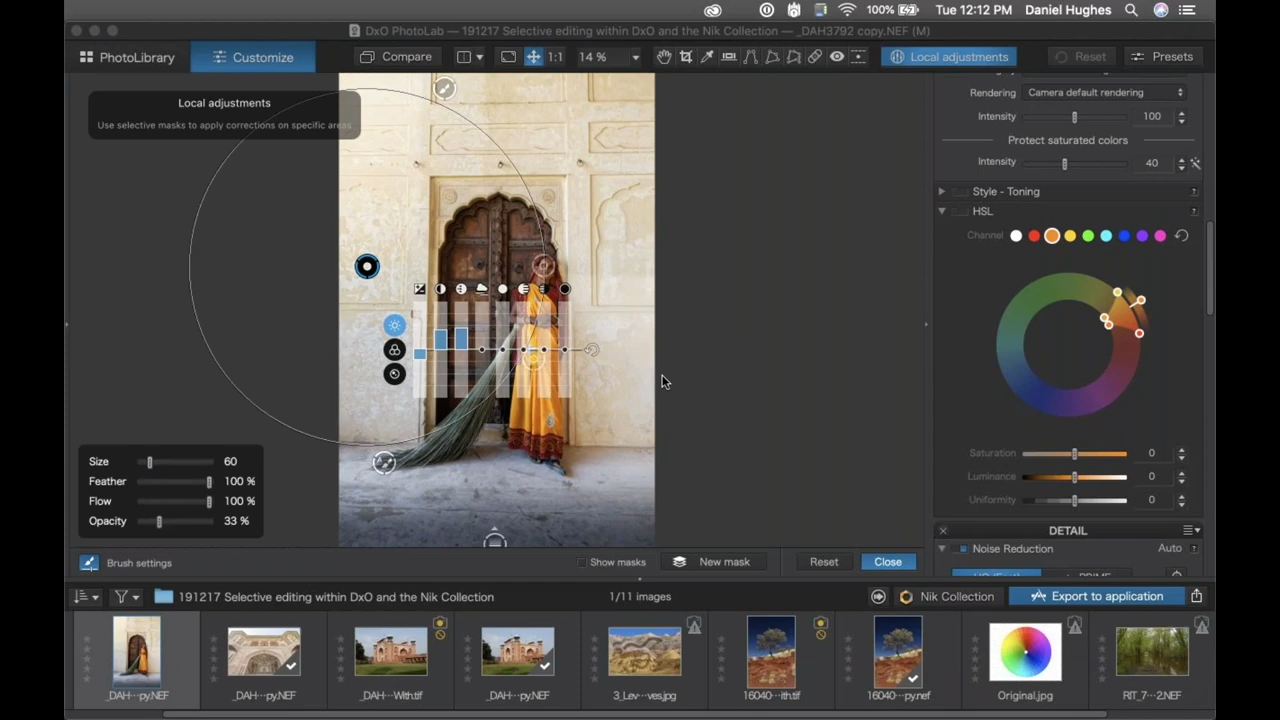 100% Tue 12:12 PM Daniel Hughes
DxO PhotoLab — 191217 Selective editing within DxO and the Nik Collection — _DAH3792 copy.NEF (M)
PhotoLibrary Customize Compare 1:1 14 % Local adjustments Reset Presets
Local adjustments
Use selective masks to apply corrections on specific areas
Rendering Camera default rendering
Intensity 100
Protect saturated colors
Intensity 40
Style - Toning ?
HSL ?
Channel
Saturation 0
Luminance 0
Uniformity 0
DETAIL
Noise Reduction Auto ?
Size 60
Feather 100 %
Flow 100 %
Opacity 33 %
Brush settings Show masks New mask Reset Close
191217 Selective editing within DxO and the Nik Collection 1/11 images Nik Collection Export to application
_DAH···py.NEF _DAH···py.NEF _DAH···With.tif _DAH···py.NEF 3_Lev···ves.jpg 16040···ith.tif 16040···py.nef Original.jpg RIT_7···2.NEF